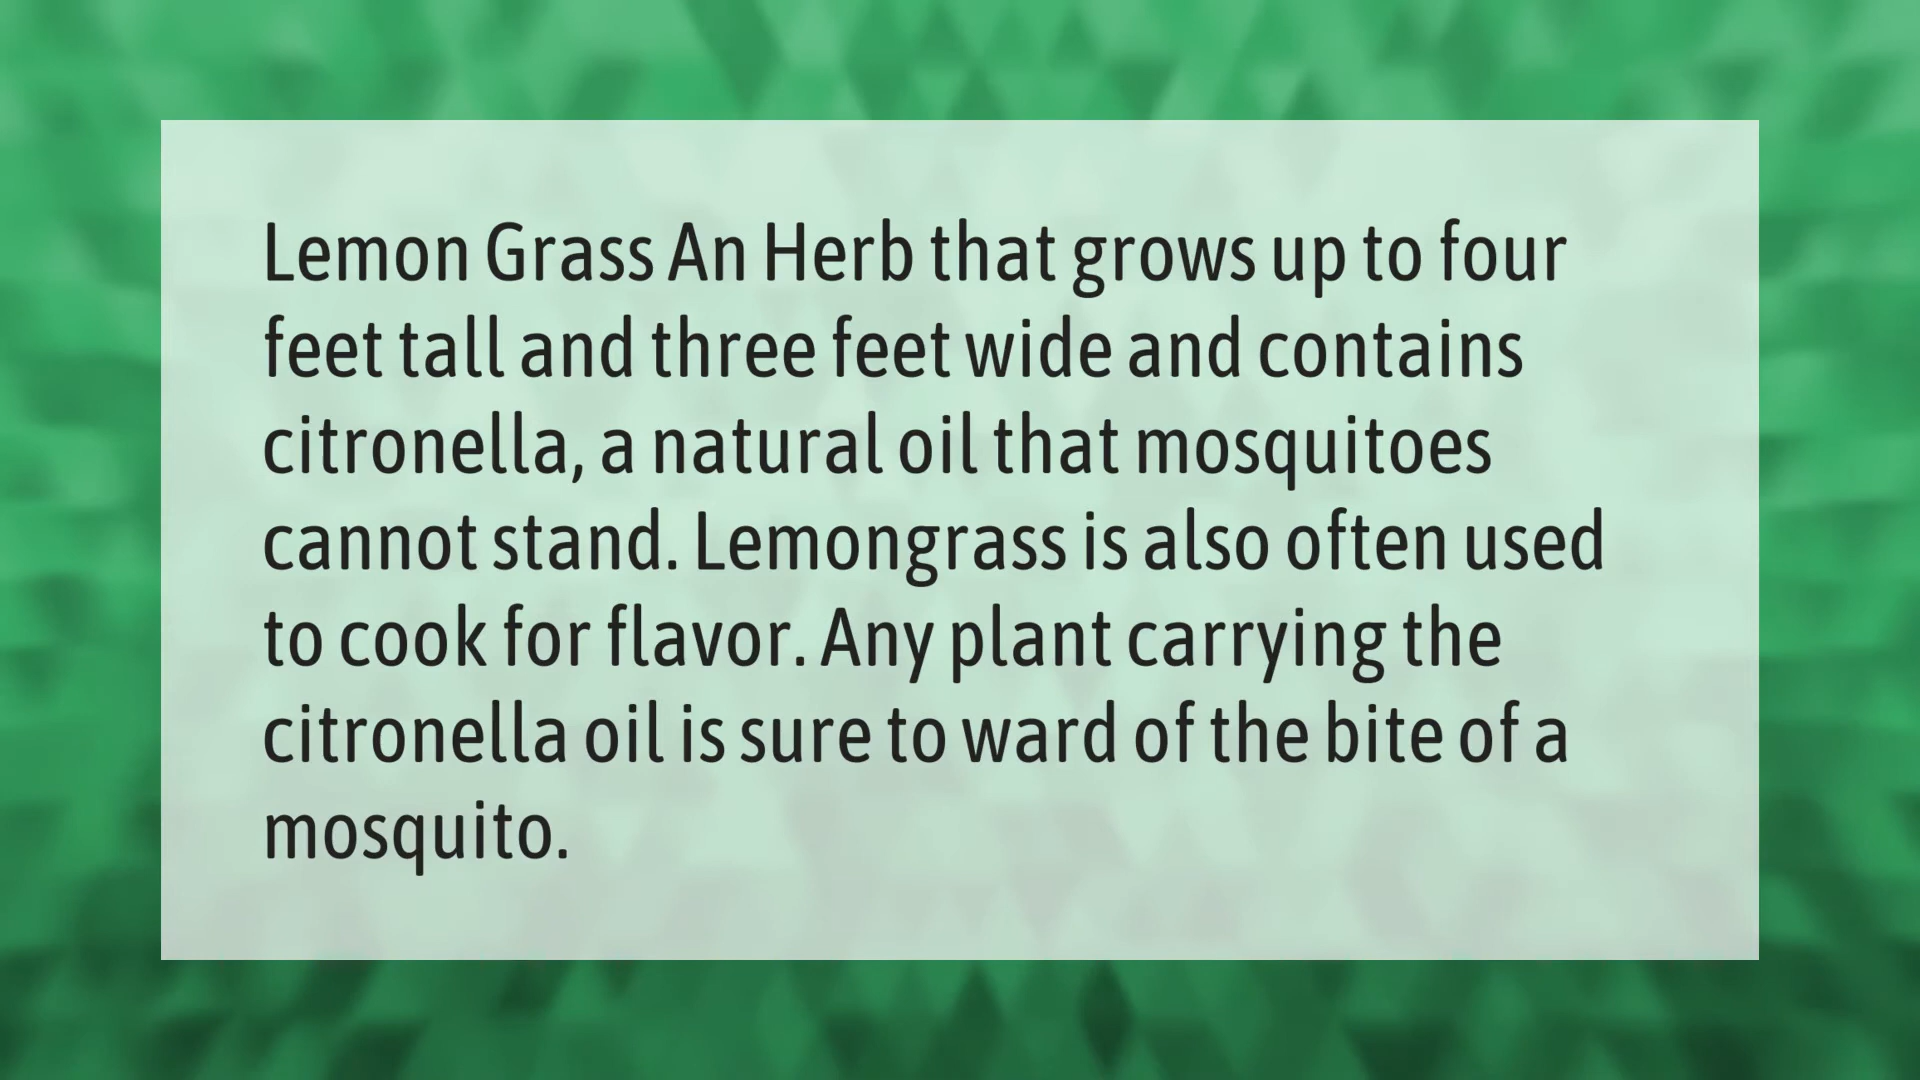 Lemon Grass An Herb that grows up to four
feet tall and three feet wide and contains
citronella, a natural oil that mosquitoes
cannot stand. Lemongrass is also often used
to cook for flavor. Any plant carrying the
citronella oil is sure to ward of the bite of a
mosquito.